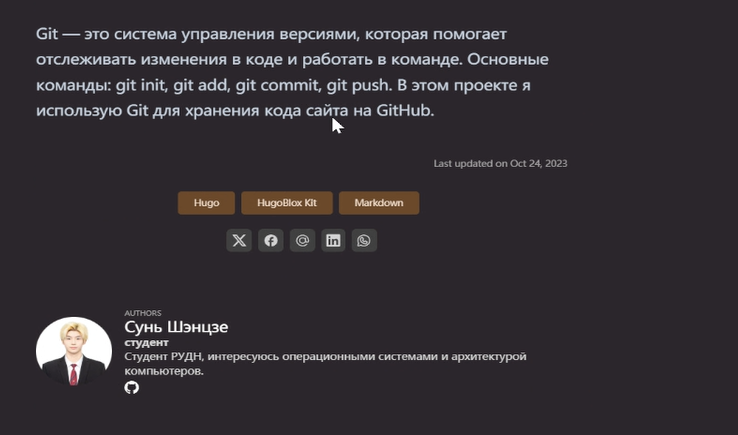 Git — это система управления версиями, которая помогает
отслеживать изменения в коде и работать в команде. Основные
команды: git init, git add, git commit, git push. В этом проекте я
использую Git для хранения кода сайта на GitHub.
Last updated on Oct 24, 2023
Hugo HugoBlox Kit Markdown
AUTHORS
Сунь Шэнцзе
студент
Студент РУДН, интересуюсь операционными системами и архитектурой
компьютеров.